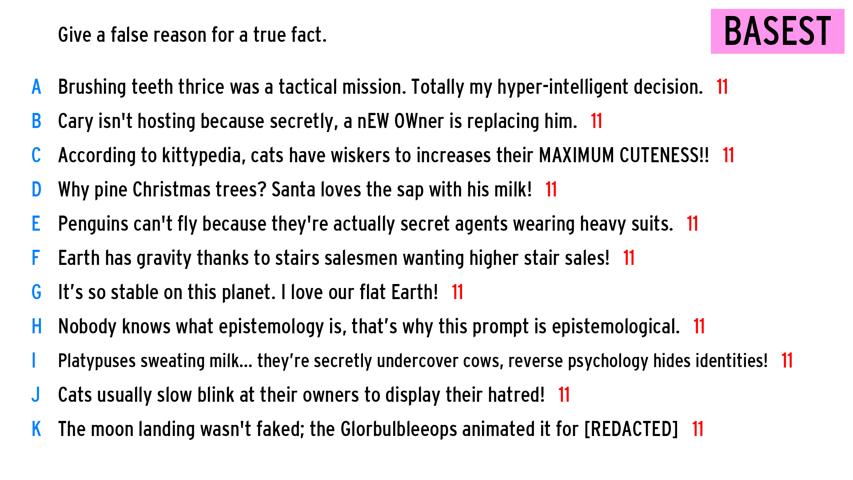 Give a false reason for a true fact.
BASEST
A Brushing teeth thrice was a tactical mission. Totally my hyper-intelligent decision. 11
B Cary isn't hosting because secretly, a nEW OWner is replacing him. 11
C According to kittypedia, cats have wiskers to increases their MAXIMUM CUTENESS!! 11
D Why pine Christmas trees? Santa loves the sap with his milk! 11
E Penguins can't fly because they're actually secret agents wearing heavy suits. 11
F Earth has gravity thanks to stairs salesmen wanting higher stair sales! 11
G It’s so stable on this planet. I love our flat Earth! 11
H Nobody knows what epistemology is, that’s why this prompt is epistemological. 11
I Platypuses sweating milk... they’re secretly undercover cows, reverse psychology hides identities! 11
J Cats usually slow blink at their owners to display their hatred! 11
K The moon landing wasn't faked; the Glorbulbleeops animated it for [REDACTED] 11